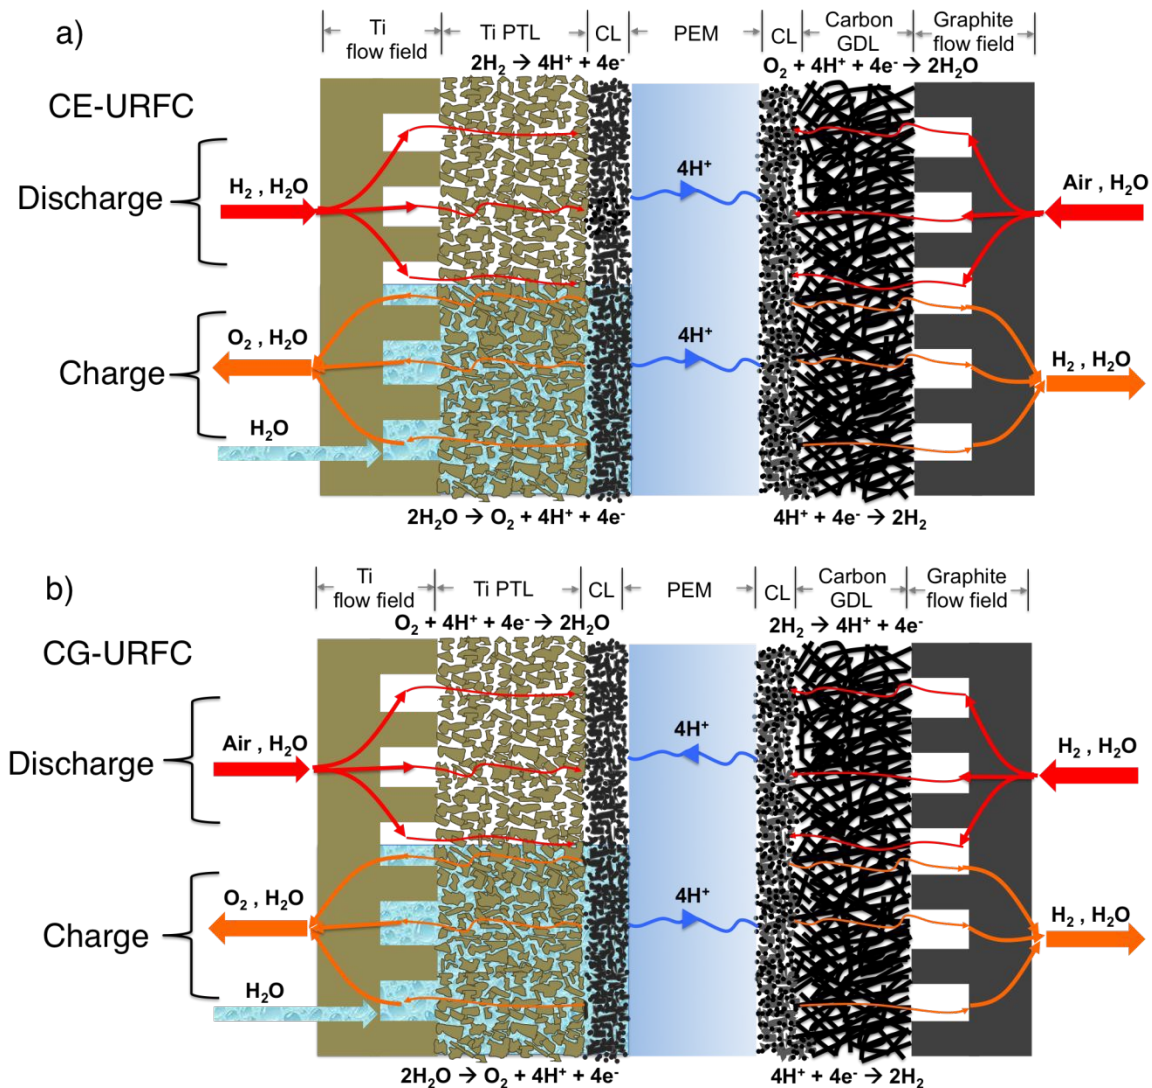 a)
Ti
flow field
Ti PTL
CL
PEM
CL
Carbon
GDL
Graphite
flow field
2H₂ → 4H⁺ + 4e⁻
O₂ + 4H⁺ + 4e⁻ → 2H₂O
CE-URFC
Discharge
H₂ , H₂O
4H⁺
Air , H₂O
Charge
O₂ , H₂O
4H⁺
H₂ , H₂O
H₂O
2H₂O → O₂ + 4H⁺ + 4e⁻
4H⁺ + 4e⁻ → 2H₂
b)
Ti
flow field
Ti PTL
CL
PEM
CL
Carbon
GDL
Graphite
flow field
O₂ + 4H⁺ + 4e⁻ → 2H₂O
2H₂ → 4H⁺ + 4e⁻
CG-URFC
Discharge
Air , H₂O
4H⁺
H₂ , H₂O
Charge
O₂ , H₂O
4H⁺
H₂ , H₂O
H₂O
2H₂O → O₂ + 4H⁺ + 4e⁻
4H⁺ + 4e⁻ → 2H₂